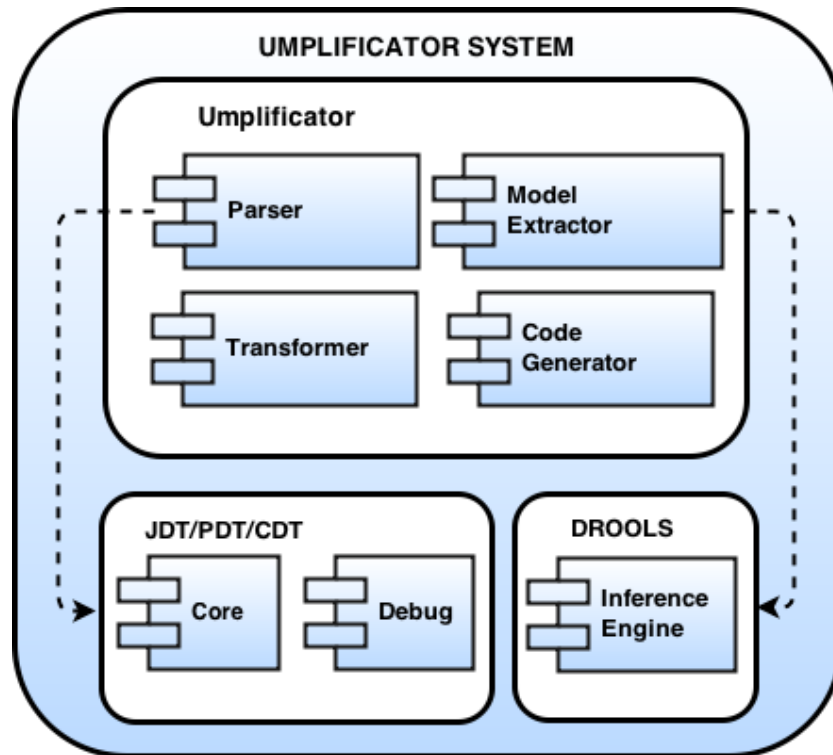 UMPLIFICATOR SYSTEM
Umplificator
Parser
Model
Extractor
Transformer
Code
Generator
JDT/PDT/CDT
Core
Debug
DROOLS
Inference
Engine